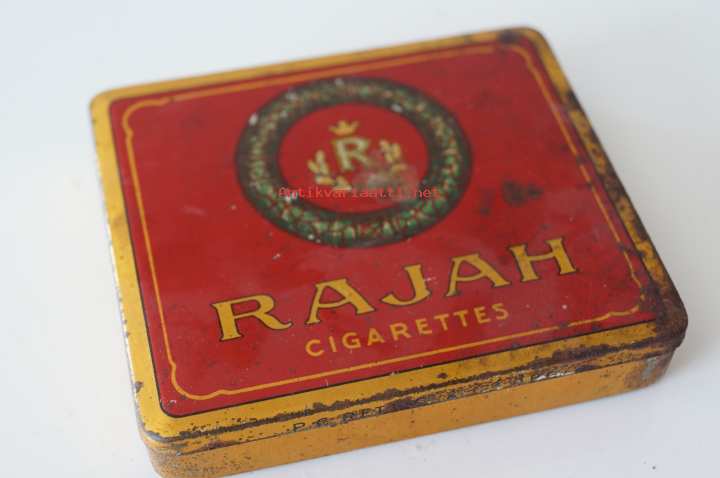 R
Antikvariaatti.net
RAJAH
CIGARETTES